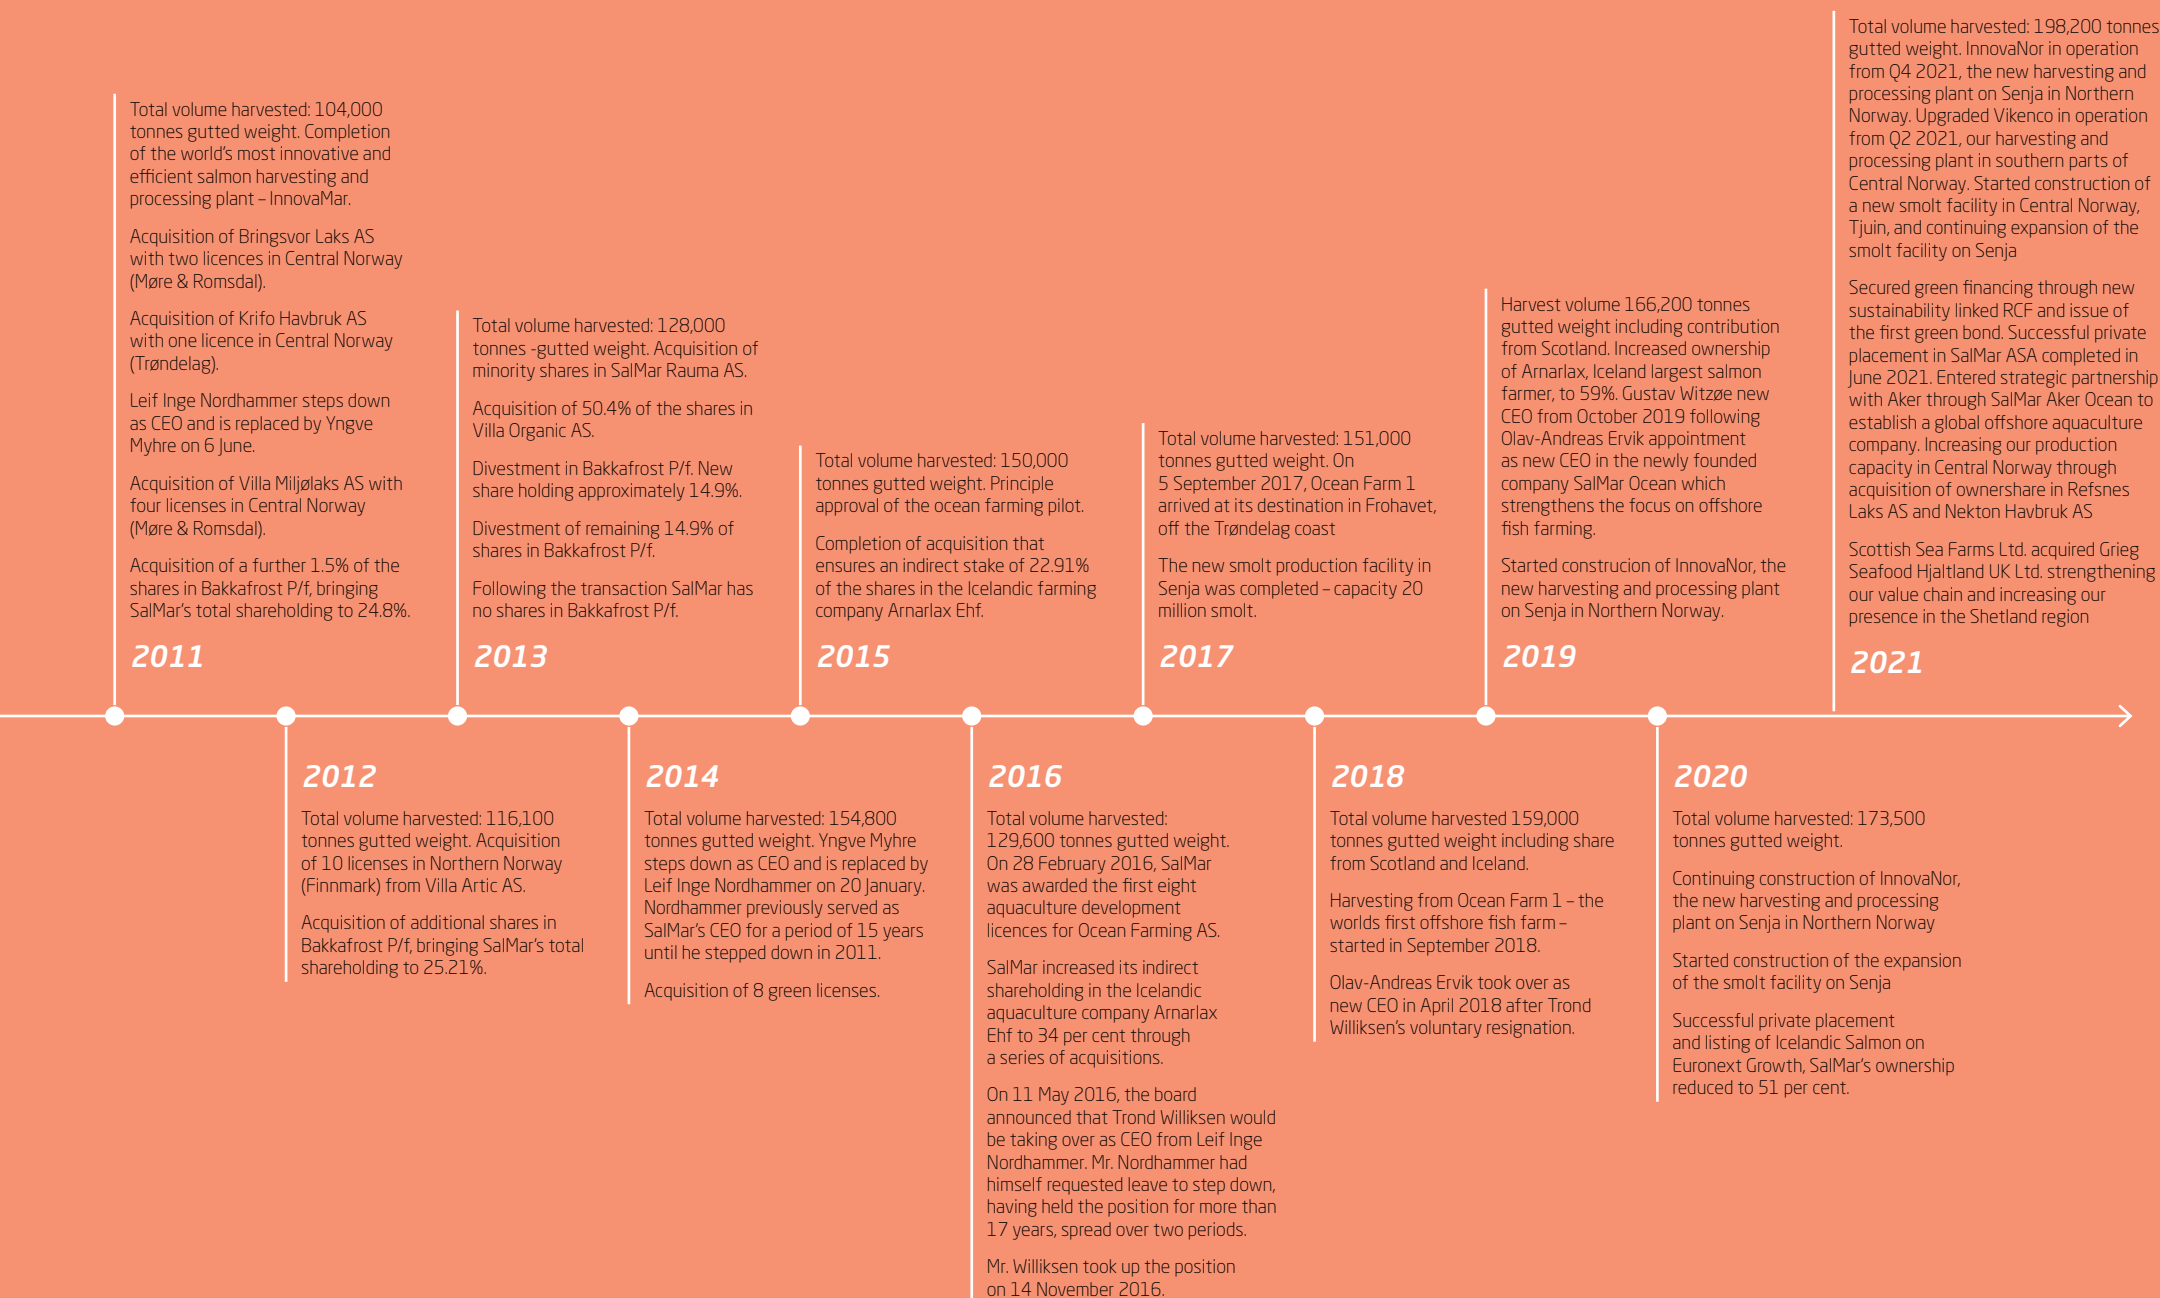 Total volume harvested: 104,000
tonnes gutted weight. Completion
of the world's most innovative and
efficient salmon harvesting and
processing plant – InnovaMar.
Acquisition of Bringsvor Laks AS
with two licences in Central Norway
(Møre & Romsdal).
Acquisition of Krifo Havbruk AS
with one licence in Central Norway
(Trøndelag).
Leif Inge Nordhammer steps down
as CEO and is replaced by Yngve
Myhre on 6 June.
Acquisition of Villa Miljølaks AS with
four licenses in Central Norway
(Møre & Romsdal).
Acquisition of a further 1.5% of the
shares in Bakkafrost P/f, bringing
SalMar's total shareholding to 24.8%.
2011
2012
Total volume harvested: 116,100
tonnes gutted weight. Acquisition
of 10 licenses in Northern Norway
(Finnmark) from Villa Artic AS.
Acquisition of additional shares in
Bakkafrost P/f, bringing SalMar's total
shareholding to 25.21%.
Total volume harvested: 128,000
tonnes -gutted weight. Acquisition of
minority shares in SalMar Rauma AS.
Acquisition of 50.4% of the shares in
Villa Organic AS.
Divestment in Bakkafrost P/f. New
share holding approximately 14.9%.
Divestment of remaining 14.9% of
shares in Bakkafrost P/f.
Following the transaction SalMar has
no shares in Bakkafrost P/f.
2013
2014
Total volume harvested: 154,800
tonnes gutted weight. Yngve Myhre
steps down as CEO and is replaced by
Leif Inge Nordhammer on 20 January.
Nordhammer previously served as
SalMar's CEO for a period of 15 years
until he stepped down in 2011.
Acquisition of 8 green licenses.
Total volume harvested: 150,000
tonnes gutted weight. Principle
approval of the ocean farming pilot.
Completion of acquisition that
ensures an indirect stake of 22.91%
of the shares in the Icelandic farming
company Arnarlax Ehf.
2015
2016
Total volume harvested:
129,600 tonnes gutted weight.
On 28 February 2016, SalMar
was awarded the first eight
aquaculture development
licences for Ocean Farming AS.
SalMar increased its indirect
shareholding in the Icelandic
aquaculture company Arnarlax
Ehf to 34 per cent through
a series of acquisitions.
On 11 May 2016, the board
announced that Trond Williksen would
be taking over as CEO from Leif Inge
Nordhammer. Mr. Nordhammer had
himself requested leave to step down,
having held the position for more than
17 years, spread over two periods.
Mr. Williksen took up the position
on 14 November 2016.
Total volume harvested: 151,000
tonnes gutted weight. On
5 September 2017, Ocean Farm 1
arrived at its destination in Frohavet,
off the Trøndelag coast
The new smolt production facility in
Senja was completed – capacity 20
million smolt.
2017
2018
Total volume harvested 159,000
tonnes gutted weight including share
from Scotland and Iceland.
Harvesting from Ocean Farm 1 – the
worlds first offshore fish farm –
started in September 2018.
Olav-Andreas Ervik took over as
new CEO in April 2018 after Trond
Williksen's voluntary resignation.
Harvest volume 166,200 tonnes
gutted weight including contribution
from Scotland. Increased ownership
of Arnarlax, Iceland largest salmon
farmer, to 59%. Gustav Witzøe new
CEO from October 2019 following
Olav-Andreas Ervik appointment
as new CEO in the newly founded
company SalMar Ocean which
strengthens the focus on offshore
fish farming.
Started construcion of InnovaNor, the
new harvesting and processing plant
on Senja in Northern Norway.
2019
2020
Total volume harvested: 173,500
tonnes gutted weight.
Continuing construction of InnovaNor,
the new harvesting and processing
plant on Senja in Northern Norway
Started construction of the expansion
of the smolt facility on Senja
Successful private placement
and listing of Icelandic Salmon on
Euronext Growth, SalMar's ownership
reduced to 51 per cent.
Total volume harvested: 198,200 tonnes
gutted weight. InnovaNor in operation
from Q4 2021, the new harvesting and
processing plant on Senja in Northern
Norway. Upgraded Vikenco in operation
from Q2 2021, our harvesting and
processing plant in southern parts of
Central Norway. Started construction of
a new smolt facility in Central Norway,
Tjuin, and continuing expansion of the
smolt facility on Senja
Secured green financing through new
sustainability linked RCF and issue of
the first green bond. Successful private
placement in SalMar ASA completed in
June 2021. Entered strategic partnership
with Aker through SalMar Aker Ocean to
establish a global offshore aquaculture
company. Increasing our production
capacity in Central Norway through
acquisition of ownershare in Refsnes
Laks AS and Nekton Havbruk AS
Scottish Sea Farms Ltd. acquired Grieg
Seafood Hjaltland UK Ltd. strengthening
our value chain and increasing our
presence in the Shetland region
2021